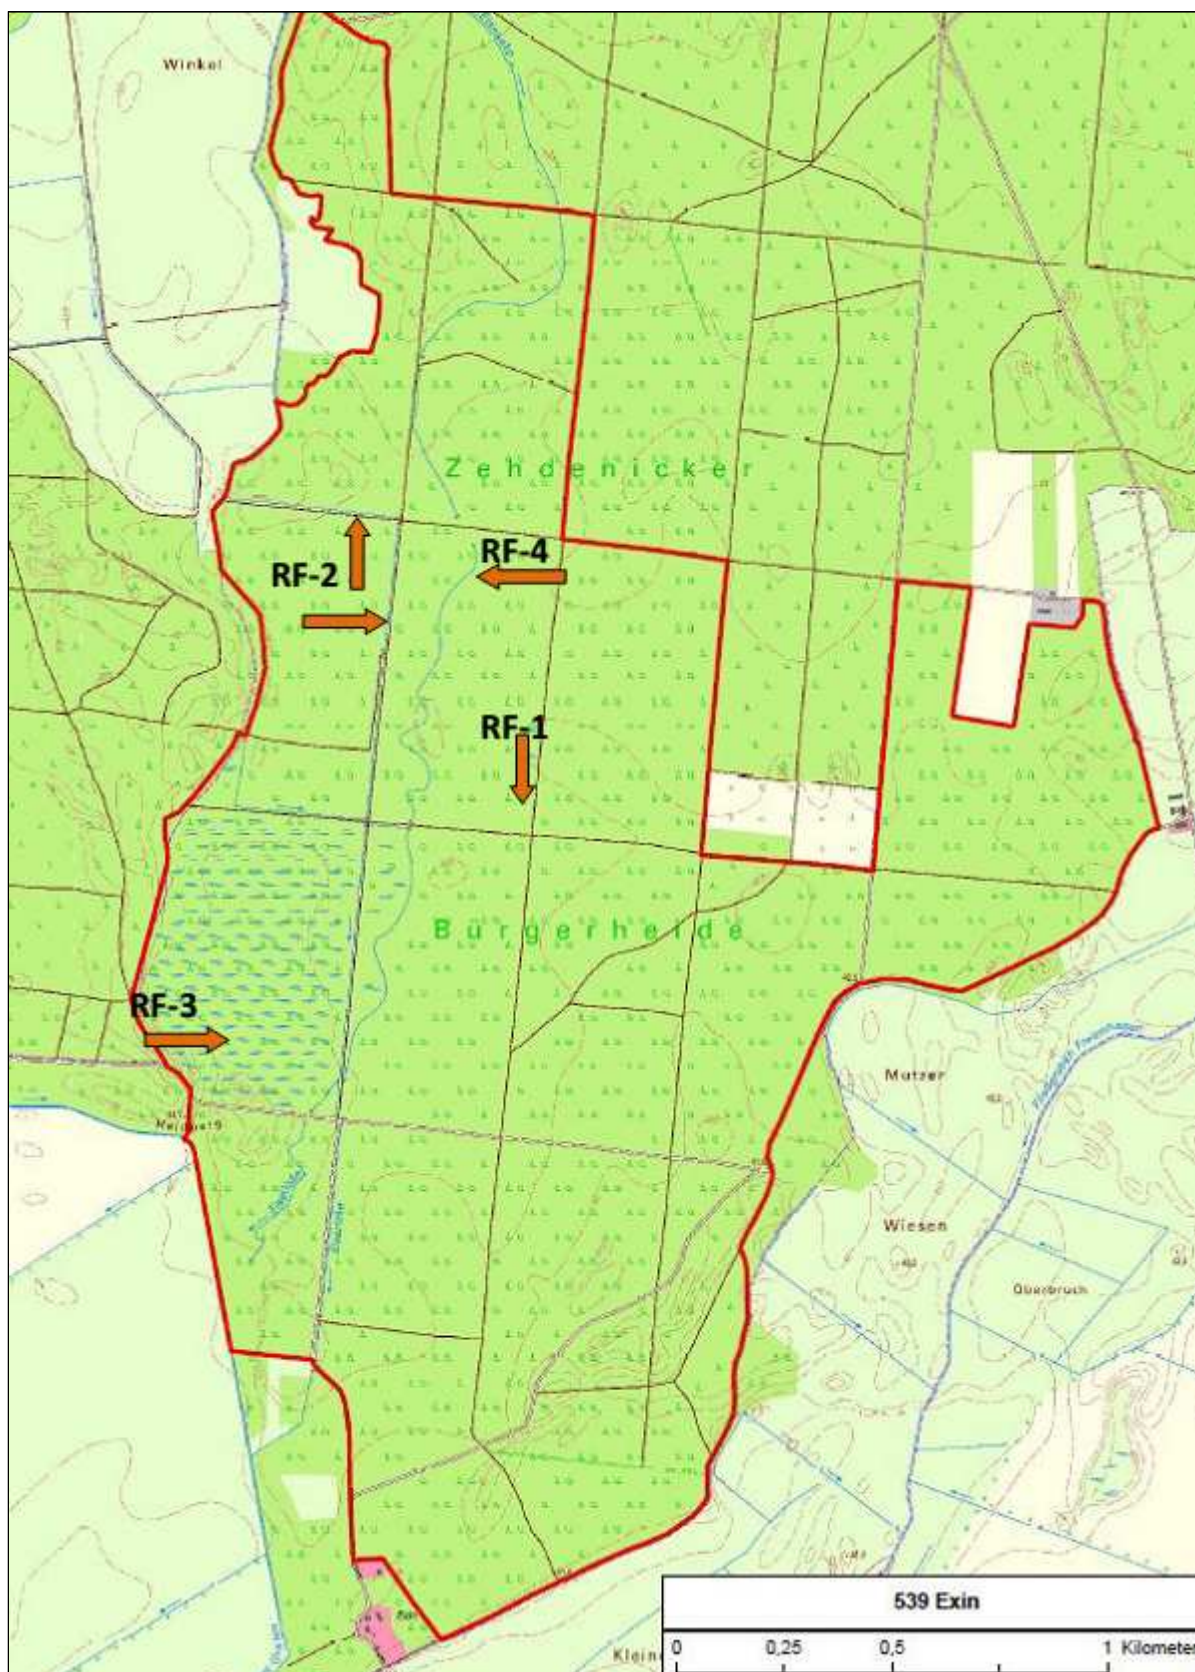 Winkel
Zehdenicker
RF-4
RF-2
RF-1
Bürgerheide
RF-3
Mutzer
Wiesen
Oberbruch
539 Exin
0 0,25 0,5 1 Kilometer